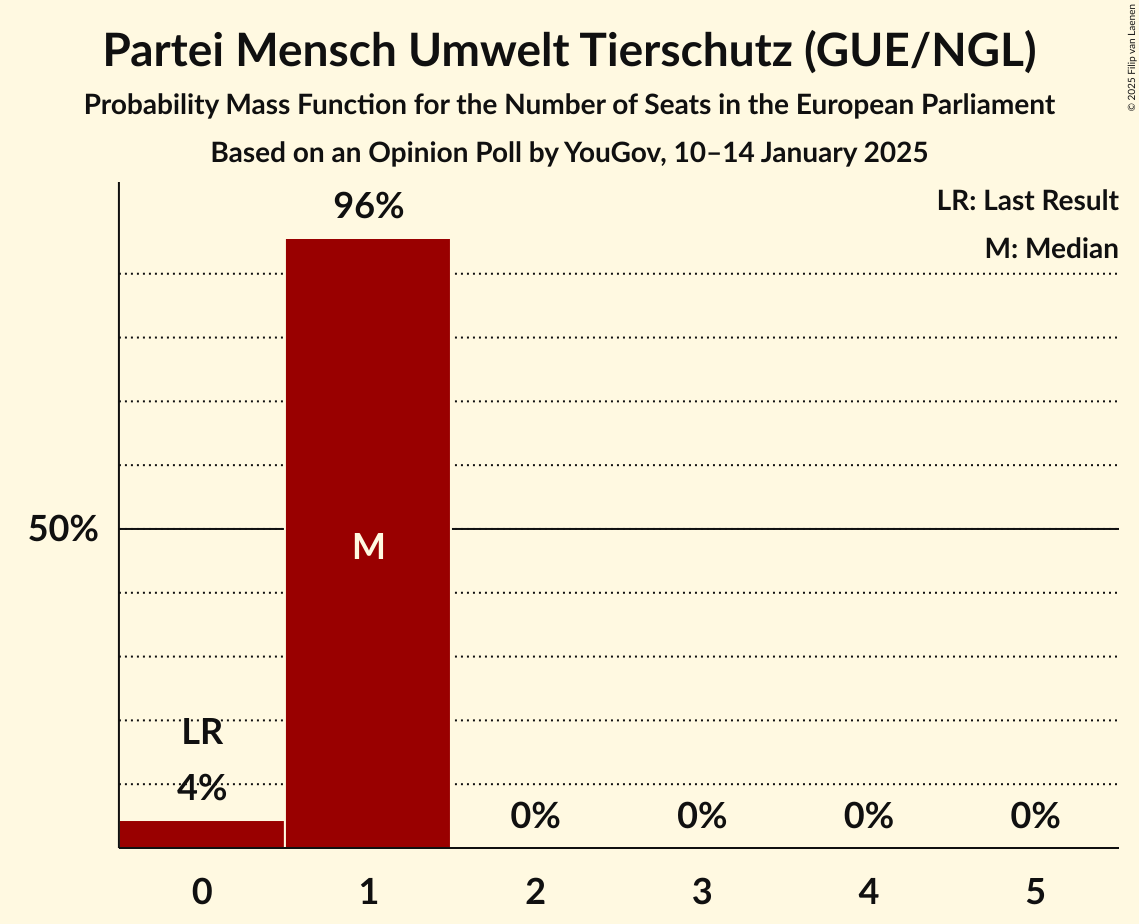 Partei Mensch Umwelt Tierschutz (GUE/NGL)
Probability Mass Function for the Number of Seats in the European Parliament
Based on an Opinion Poll by YouGov, 10–14 January 2025
© 2025 Filip van Laenen
LR: Last Result
M: Median
96%
50%
M
LR
4%
0%
0%
0%
0%
0
1
2
3
4
5